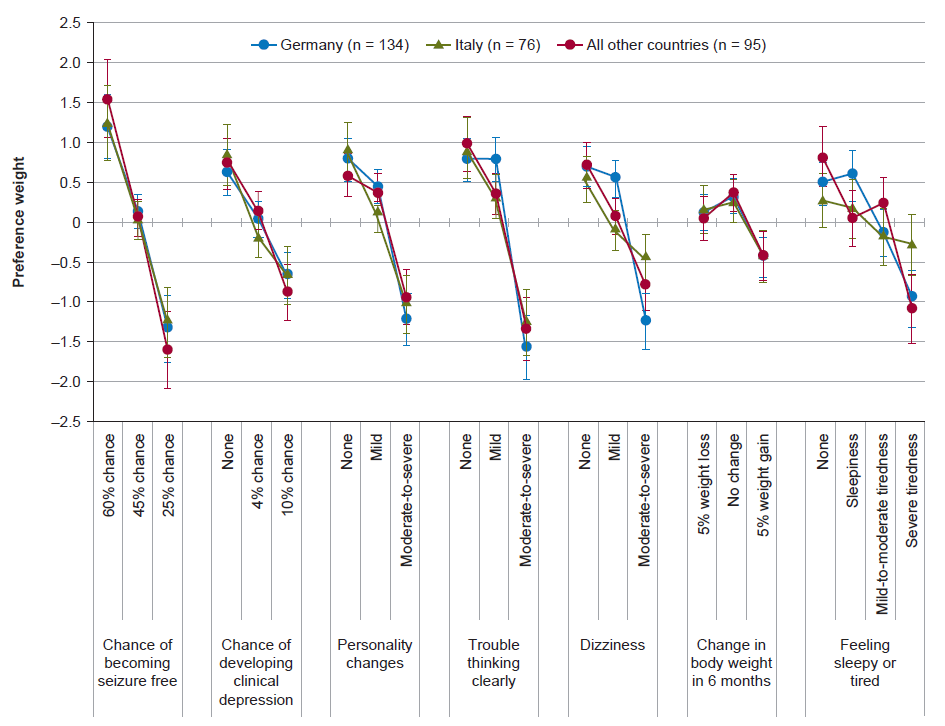 2.5
2.0
1.5
1.0
0.5
0
–0.5
–1.0
–1.5
–2.0
–2.5
Preference weight
Germany (n = 134)
Italy (n = 76)
All other countries (n = 95)
60% chance
45% chance
25% chance
None
4% chance
10% chance
None
Mild
Moderate-to-severe
None
Mild
Moderate-to-severe
None
Mild
Moderate-to-severe
5% weight loss
No change
5% weight gain
None
Sleepiness
Mild-to-moderate tiredness
Severe tiredness
Chance of
becoming
seizure free
Chance of
developing
clinical
depression
Personality
changes
Trouble
thinking
clearly
Dizziness
Change in
body weight
in 6 months
Feeling
sleepy or
tired